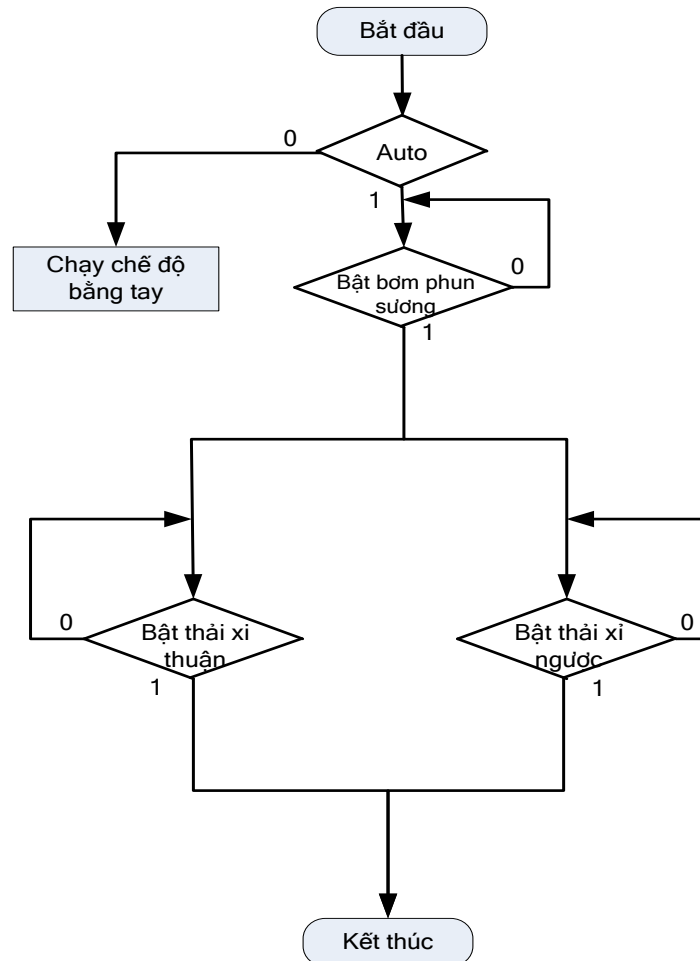 Bắt đầu
0
Auto
1
Chạy chế độ
bằng tay
Bật bơm phun
sương
0
1
0
Bật thải xi
thuận
1
Bật thải xỉ
ngược
0
1
Kết thúc